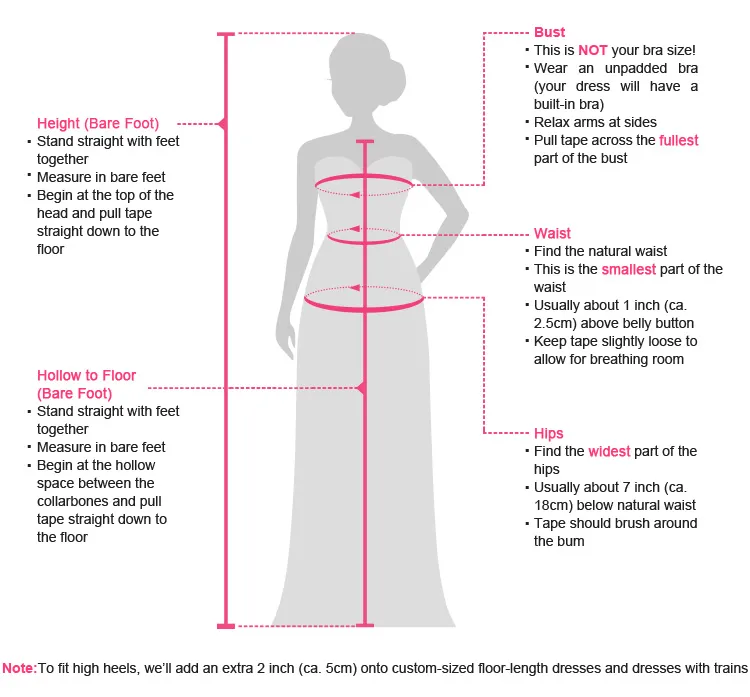 Height (Bare Foot)
▪ Stand straight with feet
together
▪ Measure in bare feet
▪ Begin at the top of the
head and pull tape
straight down to the
floor
Hollow to Floor
(Bare Foot)
▪ Stand straight with feet
together
▪ Measure in bare feet
▪ Begin at the hollow
space between the
collarbones and pull
tape straight down to
the floor
Bust
▪ This is NOT your bra size!
▪ Wear an unpadded bra
(your dress will have a
built-in bra)
▪ Relax arms at sides
▪ Pull tape across the fullest
part of the bust
Waist
▪ Find the natural waist
▪ This is the smallest part of the
waist
▪ Usually about 1 inch (ca.
2.5cm) above belly button
▪ Keep tape slightly loose to
allow for breathing room
Hips
▪ Find the widest part of the
hips
▪ Usually about 7 inch (ca.
18cm) below natural waist
▪ Tape should brush around
the bum
Note:To fit high heels, we’ll add an extra 2 inch (ca. 5cm) onto custom-sized floor-length dresses and dresses with trains